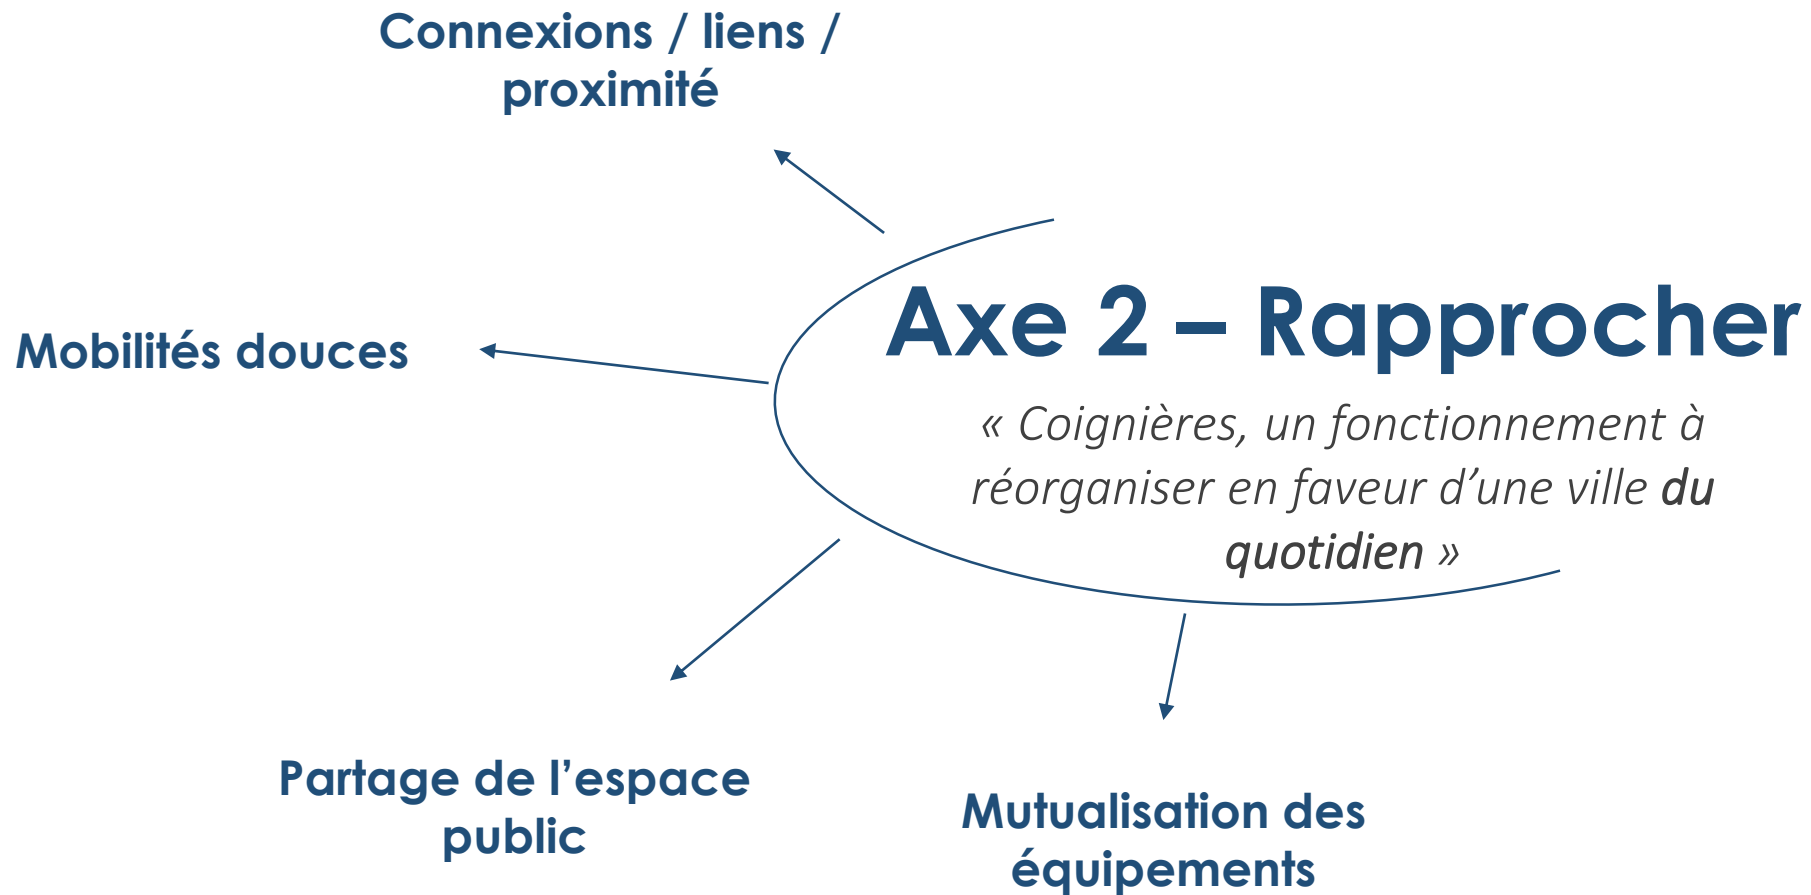 Connexions / liens /
proximité
Mobilités douces
Axe 2 – Rapprocher
« Coignières, un fonctionnement à
réorganiser en faveur d’une ville du
quotidien »
Partage de l’espace
public
Mutualisation des
équipements